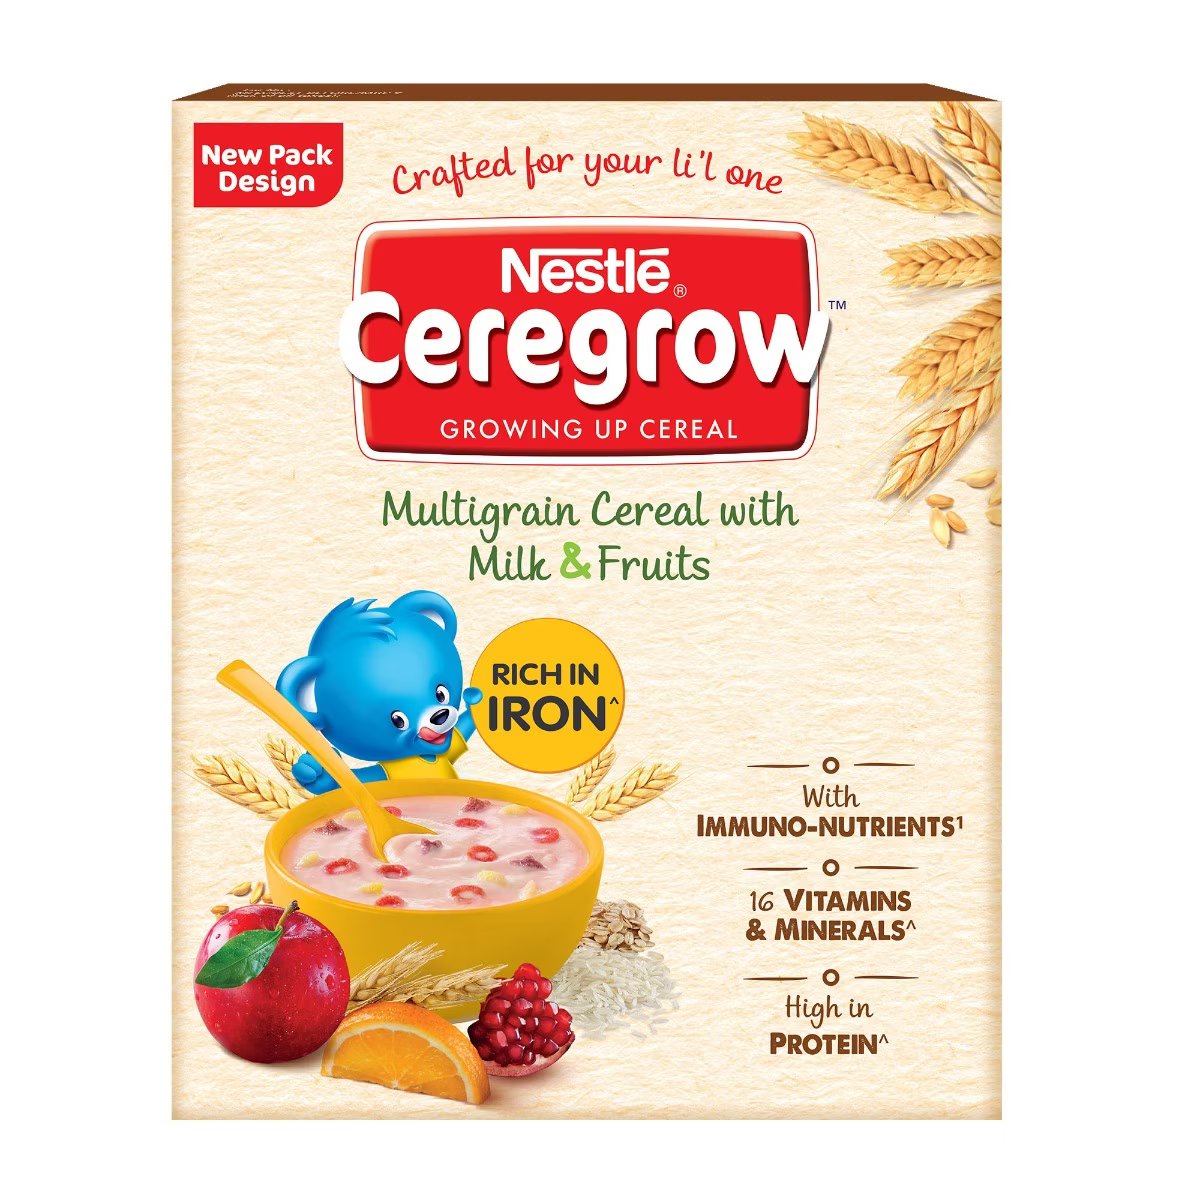 New Pack
Design
Crafted for your li'l one
Nestlé®
Ceregrow™
GROWING UP CEREAL
Multigrain Cereal with
Milk & Fruits
RICH IN
IRON^
With
IMMUNO-NUTRIENTS¹
16 VITAMINS
& MINERALS^
High in
PROTEIN^